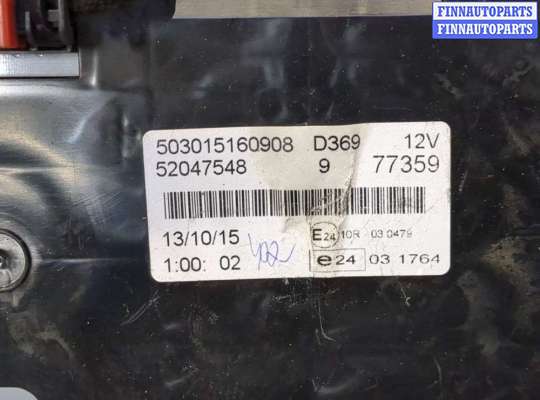 FINNAUTOPARTS
FINNAUTOPARTS
503015160908 D369 12V
52047548 9 77359
13/10/15 E24 10R 03 0479
1:00: 02 e24 03 1764